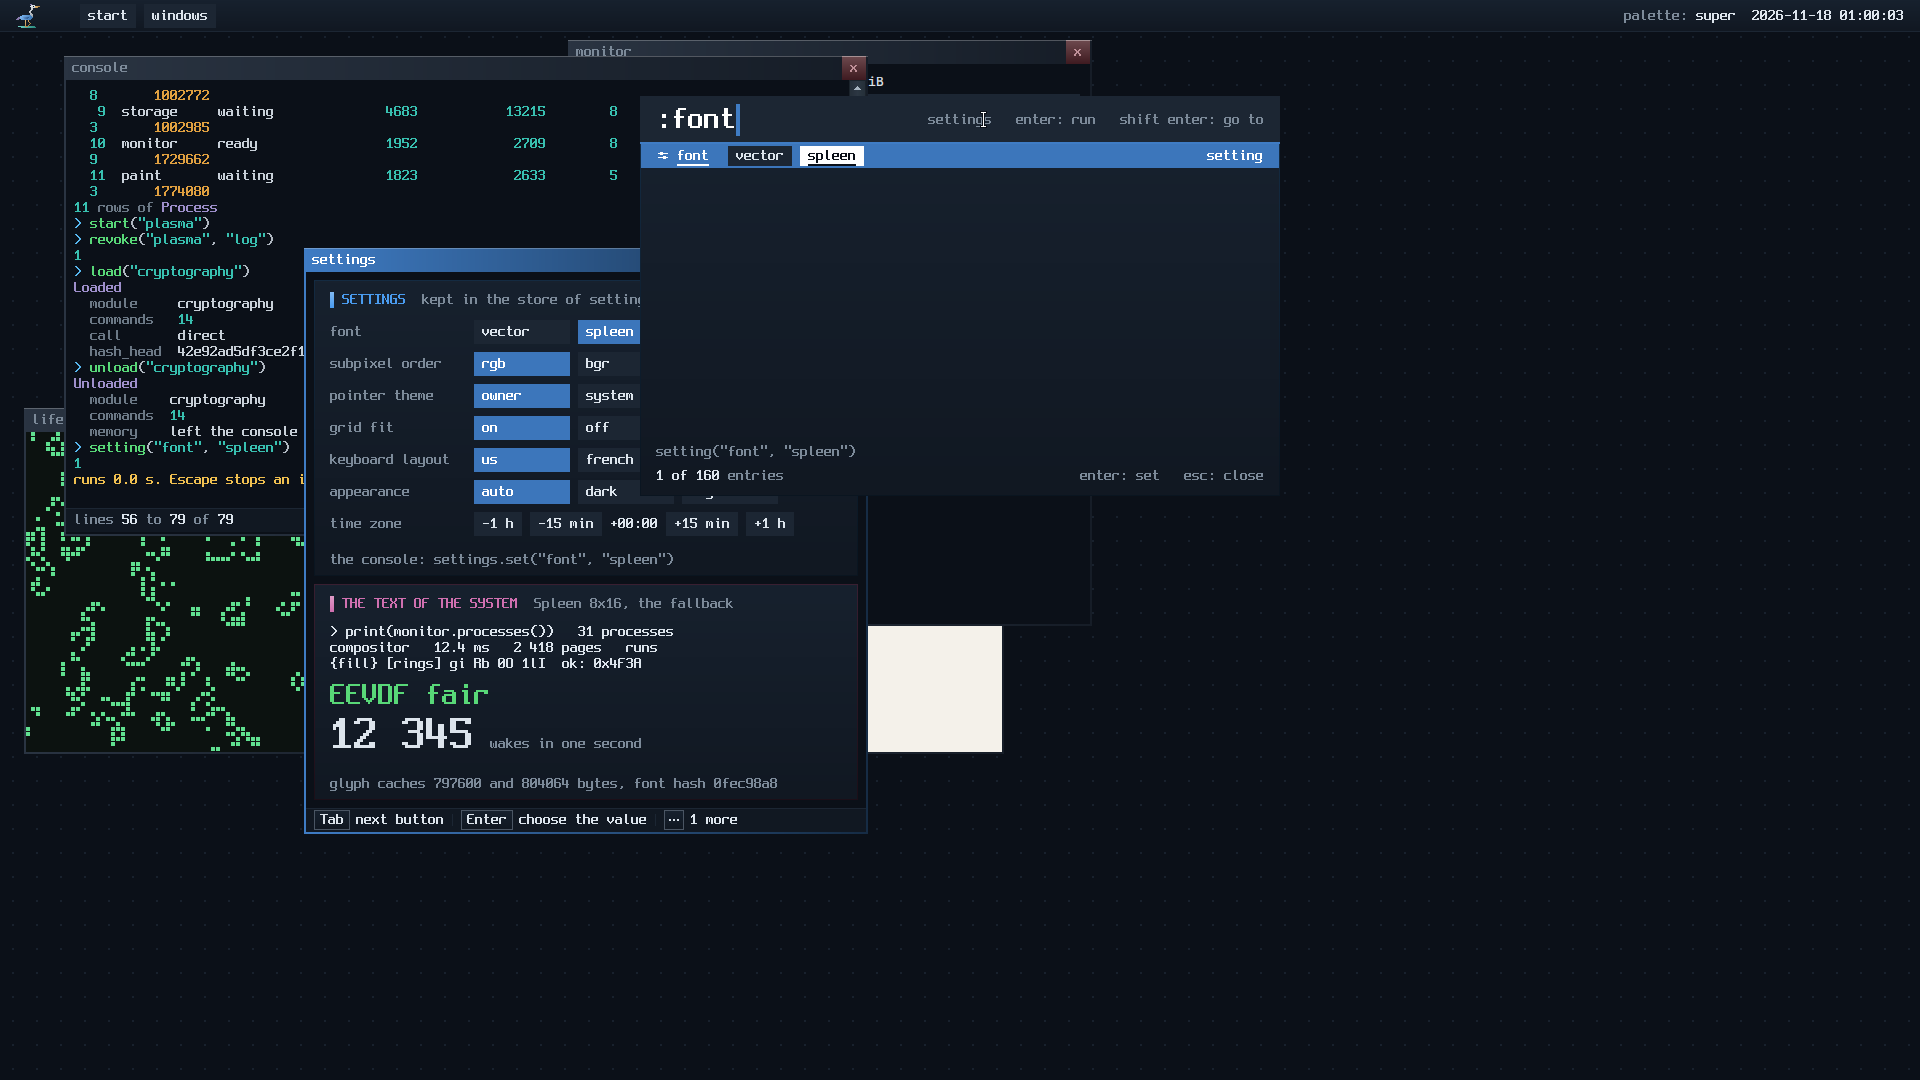 start windows palette: super 2026-11-18 01:00:03
monitor
iB
console
8 1002772
9 storage waiting 4683 13215 8
3 1002985
10 monitor ready 1952 2709 8
9 1729662
11 paint waiting 1823 2633 5
3 1774080
11 rows of Process
> start("plasma")
> revoke("plasma", "log")
1
> load("cryptography")
Loaded
module cryptography
commands 14
call direct
hash_head 42e92ad5df3ce2f1
> unload("cryptography")
Unloaded
module cryptography
commands 14
memory left the console
> setting("font", "spleen")
1
runs 0.0 s. Escape stops an
lines 56 to 79 of 79
life
:font settings enter: run shift enter: go to
font vector spleen setting
setting("font", "spleen")
1 of 160 entries enter: set esc: close
settings
SETTINGS kept in the store of
font vector spleen
subpixel order rgb bgr
pointer theme owner system
grid fit on off
keyboard layout us french
appearance auto dark
time zone -1 h -15 min +00:00 +15 min +1 h
the console: settings.set("font", "spleen")
THE TEXT OF THE SYSTEM Spleen 8x16, the fallback
> print(monitor.processes()) 31 processes
compositor 12.4 ms 2 418 pages runs
{fill} [rings] gi Rb 0O 1lI ok: 0x4F3A
EEVDF fair
12 345 wakes in one second
glyph caches 797600 and 804064 bytes, font hash 0fec98a8
Tab next button Enter choose the value ... 1 more